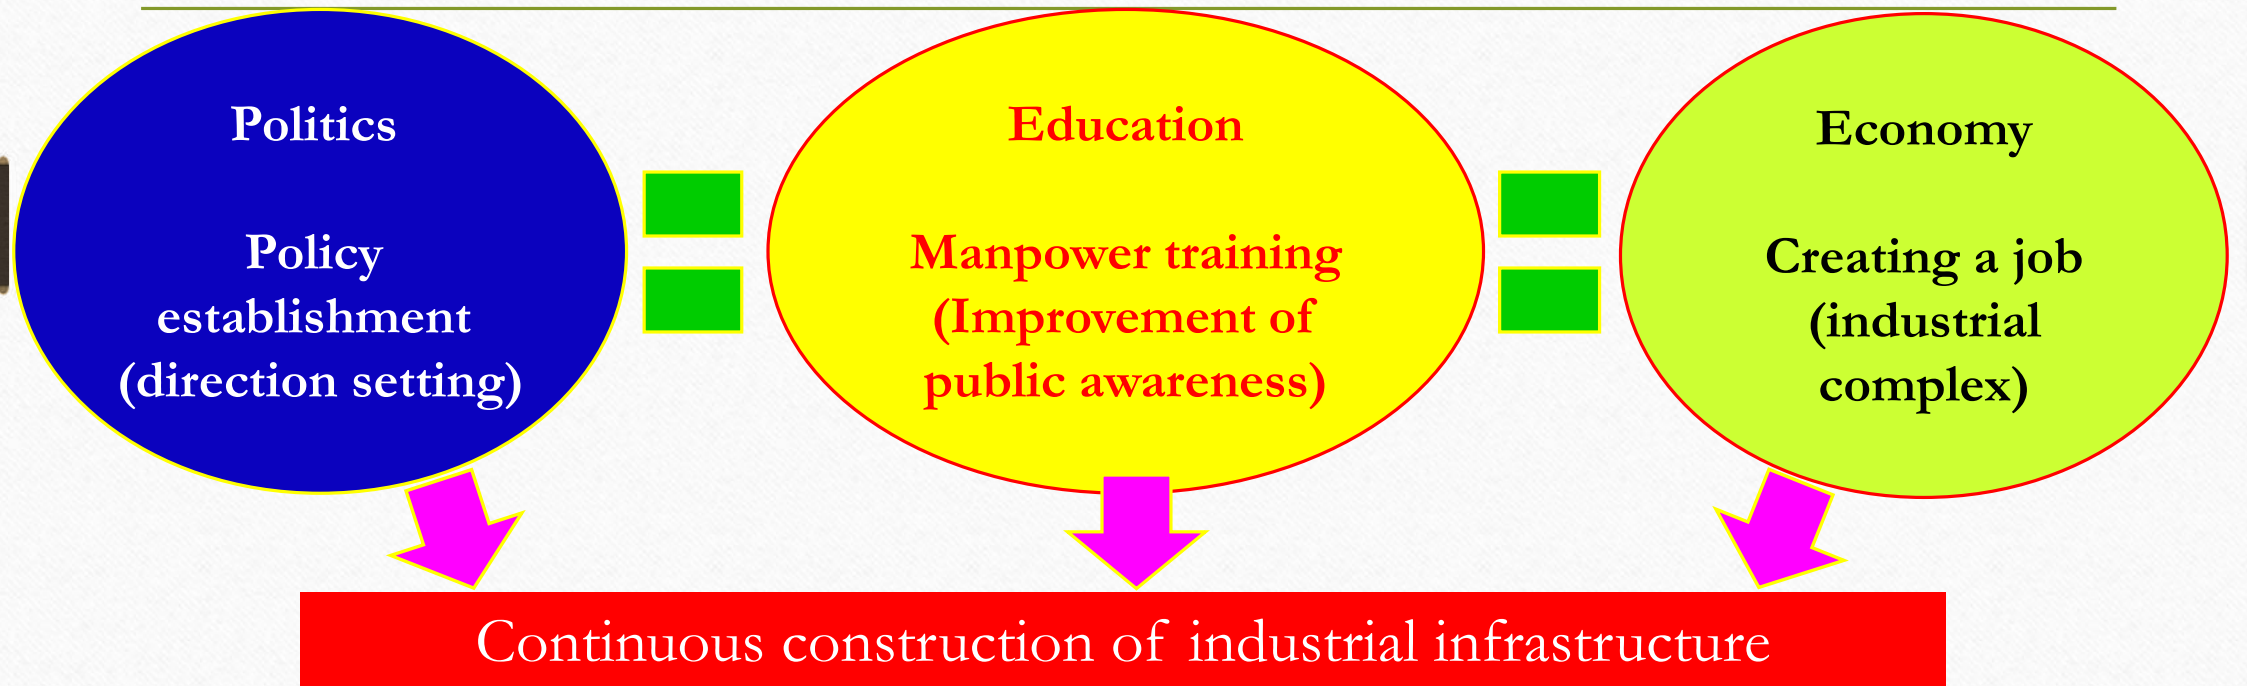 Politics
Policy
establishment
(direction setting)
Education
Manpower training
(Improvement of
public awareness)
Economy
Creating a job
(industrial
complex)
Continuous construction of industrial infrastructure